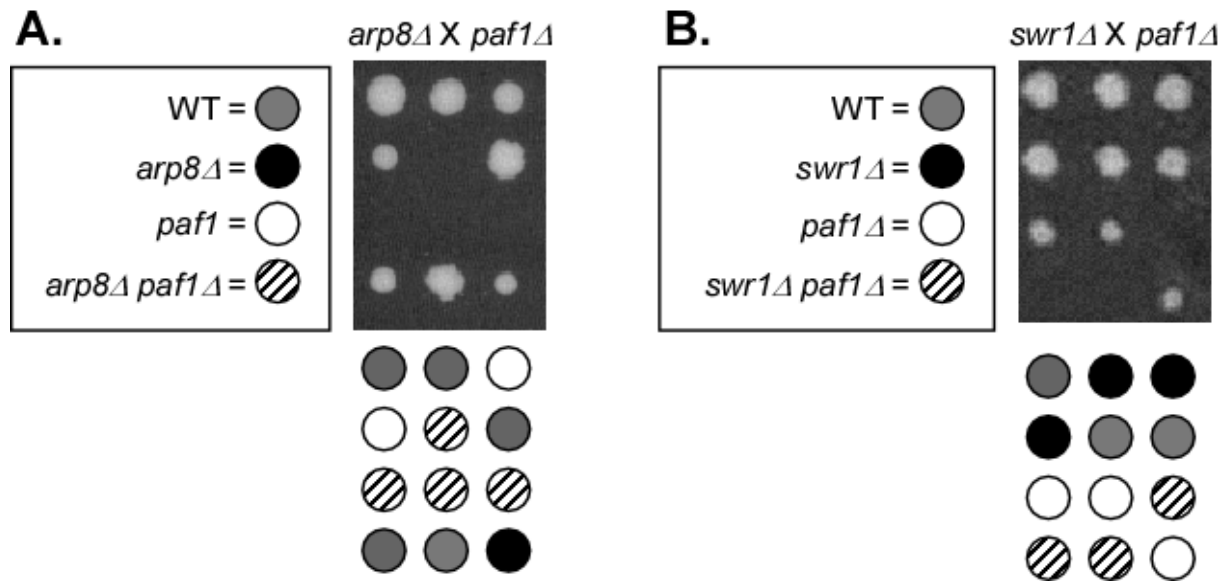 A.
arp8Δ X paf1Δ
WT =
arp8Δ =
paf1 =
arp8Δ paf1Δ =
B.
swr1Δ X paf1Δ
WT =
swr1Δ =
paf1Δ =
swr1Δ paf1Δ =